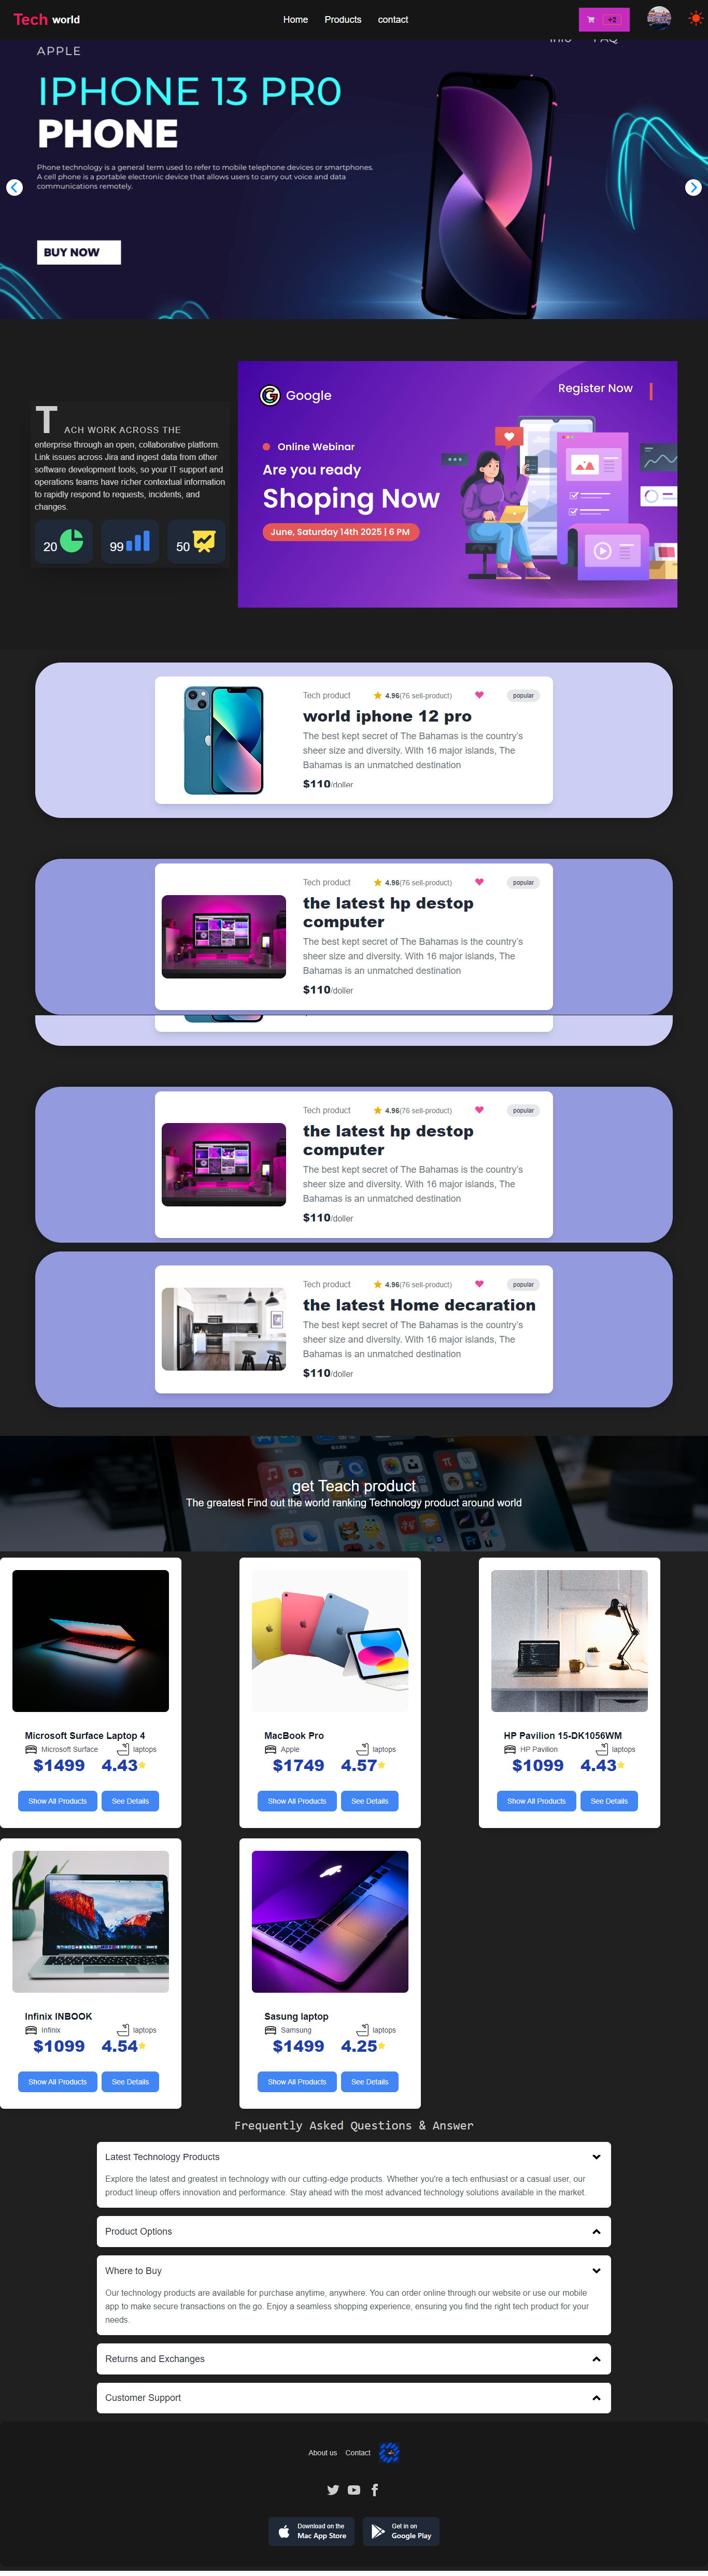 Tech world
Home Products contact
+2
APPLE
Info FAQ
IPHONE 13 PRO
PHONE
Phone technology is a general term used to refer to mobile telephone devices or smartphones.
A cell phone is a portable electronic device that allows users to carry out voice and data
communications remotely.
BUY NOW
TACH WORK ACROSS THE
enterprise through an open, collaborative platform.
Link issues across Jira and ingest data from other
software development tools, so your IT support and
operations teams have richer contextual information
to rapidly respond to requests, incidents, and
changes.
20
99
50
Google
Register Now
Online Webinar
Are you ready
Shoping Now
June, Saturday 14th 2025 | 6 PM
Tech product 4.96(76 sell-product) popular
world iphone 12 pro
The best kept secret of The Bahamas is the country's
sheer size and diversity. With 16 major islands, The
Bahamas is an unmatched destination
$110/doller
Tech product 4.96(76 sell-product) popular
the latest hp destop
computer
The best kept secret of The Bahamas is the country's
sheer size and diversity. With 16 major islands, The
Bahamas is an unmatched destination
$110/doller
Tech product 4.96(76 sell-product) popular
the latest hp destop
computer
The best kept secret of The Bahamas is the country's
sheer size and diversity. With 16 major islands, The
Bahamas is an unmatched destination
$110/doller
Tech product 4.96(76 sell-product) popular
the latest Home decaration
The best kept secret of The Bahamas is the country's
sheer size and diversity. With 16 major islands, The
Bahamas is an unmatched destination
$110/doller
get Teach product
The greatest Find out the world ranking Technology product around world
Microsoft Surface Laptop 4
Microsoft Surface laptops
$1499 4.43
Show All Products See Details
MacBook Pro
Apple laptops
$1749 4.57
Show All Products See Details
HP Pavilion 15-DK1056WM
HP Pavilion laptops
$1099 4.43
Show All Products See Details
Infinix INBOOK
Infinix laptops
$1099 4.54
Show All Products See Details
Sasung laptop
Samsung laptops
$1499 4.25
Show All Products See Details
Frequently Asked Questions & Answer
Latest Technology Products
Explore the latest and greatest in technology with our cutting-edge products. Whether you're a tech enthusiast or a casual user, our
product lineup offers innovation and performance. Stay ahead with the most advanced technology solutions available in the market.
Product Options
Where to Buy
Our technology products are available for purchase anytime, anywhere. You can order online through our website or use our mobile
app to make secure transactions on the go. Enjoy a seamless shopping experience, ensuring you find the right tech product for your
needs.
Returns and Exchanges
Customer Support
About us Contact
Download on the
Mac App Store
Get in on
Google Play